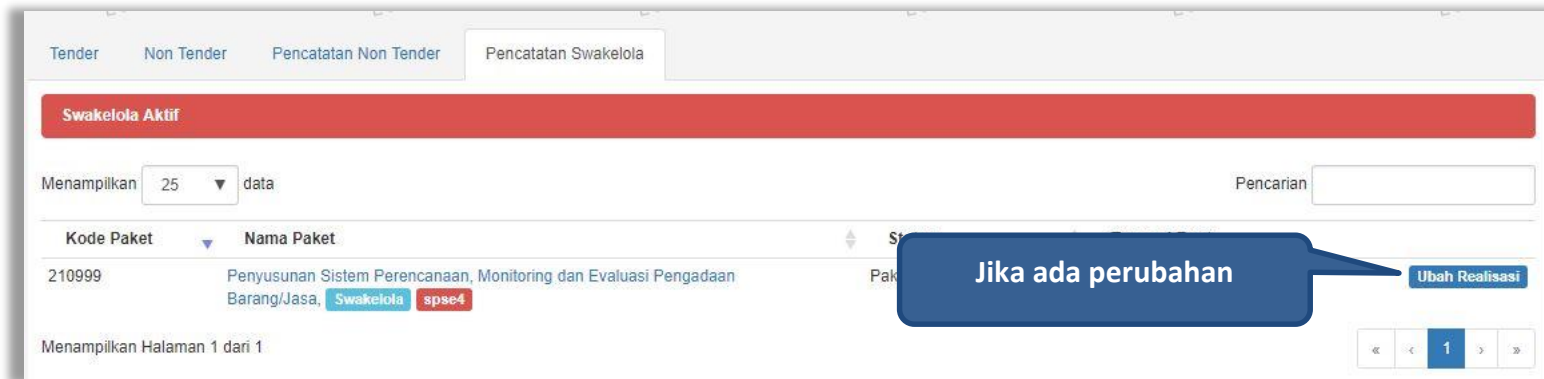 Tender Non Tender Pencatatan Non Tender Pencatatan Swakelola
Swakelola Aktif
Menampilkan 25 data Pencarian
Kode Paket Nama Paket
210999 Penyusunan Sistem Perencanaan, Monitoring dan Evaluasi Pengadaan
Barang/Jasa, Swakelola spse4
Jika ada perubahan
Ubah Realisasi
Menampilkan Halaman 1 dari 1 « ‹ 1 › »